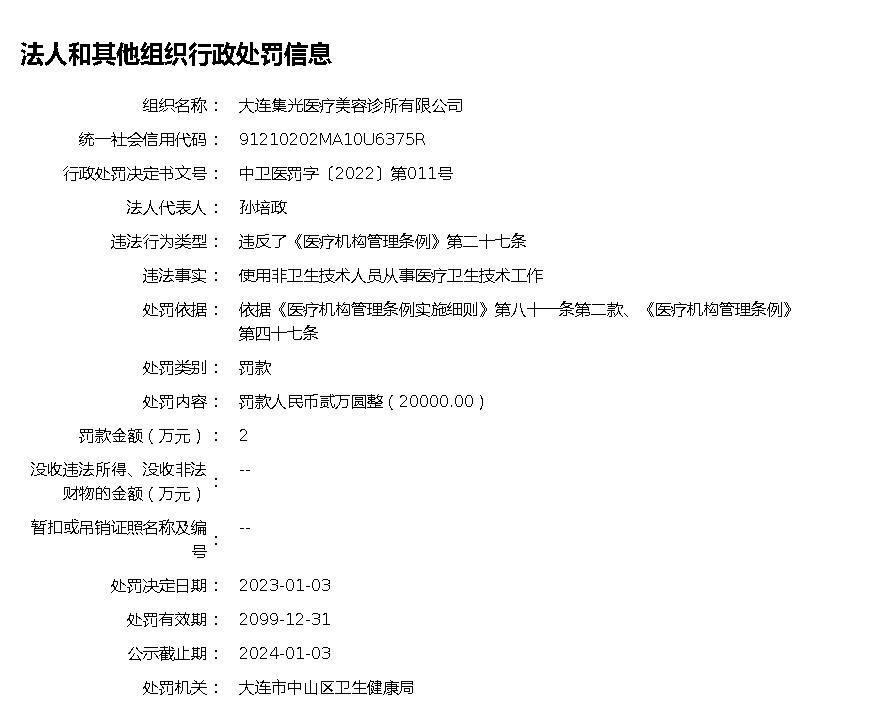 法人和其他组织行政处罚信息
组织名称： 大连集光医疗美容诊所有限公司
统一社会信用代码： 91210202MA10U6375R
行政处罚决定书文号： 中卫医罚字〔2022〕第011号
法人代表人： 孙培政
违法行为类型： 违反了《医疗机构管理条例》第二十七条
违法事实： 使用非卫生技术人员从事医疗卫生技术工作
处罚依据： 依据《医疗机构管理条例实施细则》第八十一条第二款、《医疗机构管理条例》
第四十七条
处罚类别： 罚款
处罚内容： 罚款人民币贰万圆整（20000.00）
罚款金额（万元）： 2
没收违法所得、没收非法
财物的金额（万元）： --
暂扣或吊销证照名称及编
号： --
处罚决定日期： 2023-01-03
处罚有效期： 2099-12-31
公示截止期： 2024-01-03
处罚机关： 大连市中山区卫生健康局